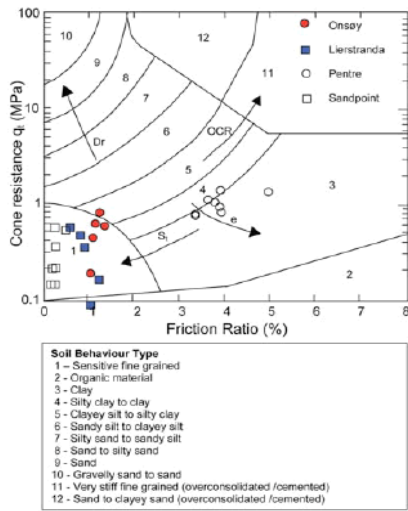 100
10
1
0.1
Cone resistance qt (MPa)
0 1 2 3 4 5 6 7 8
Friction Ratio (%)
Onsøy
Lierstranda
Pentre
Sandpoint
10
9
8
7
6
5
4
3
2
1
12
11
Dr
OCR
St
e
Soil Behaviour Type
1 – Sensitive fine grained
2 - Organic material
3 - Clay
4 - Silty clay to clay
5 - Clayey silt to silty clay
6 - Sandy silt to clayey silt
7 - Silty sand to sandy silt
8 - Sand to silty sand
9 - Sand
10 - Gravelly sand to sand
11 - Very stiff fine grained (overconsolidated /cemented)
12 - Sand to clayey sand (overconsolidated /cemented)